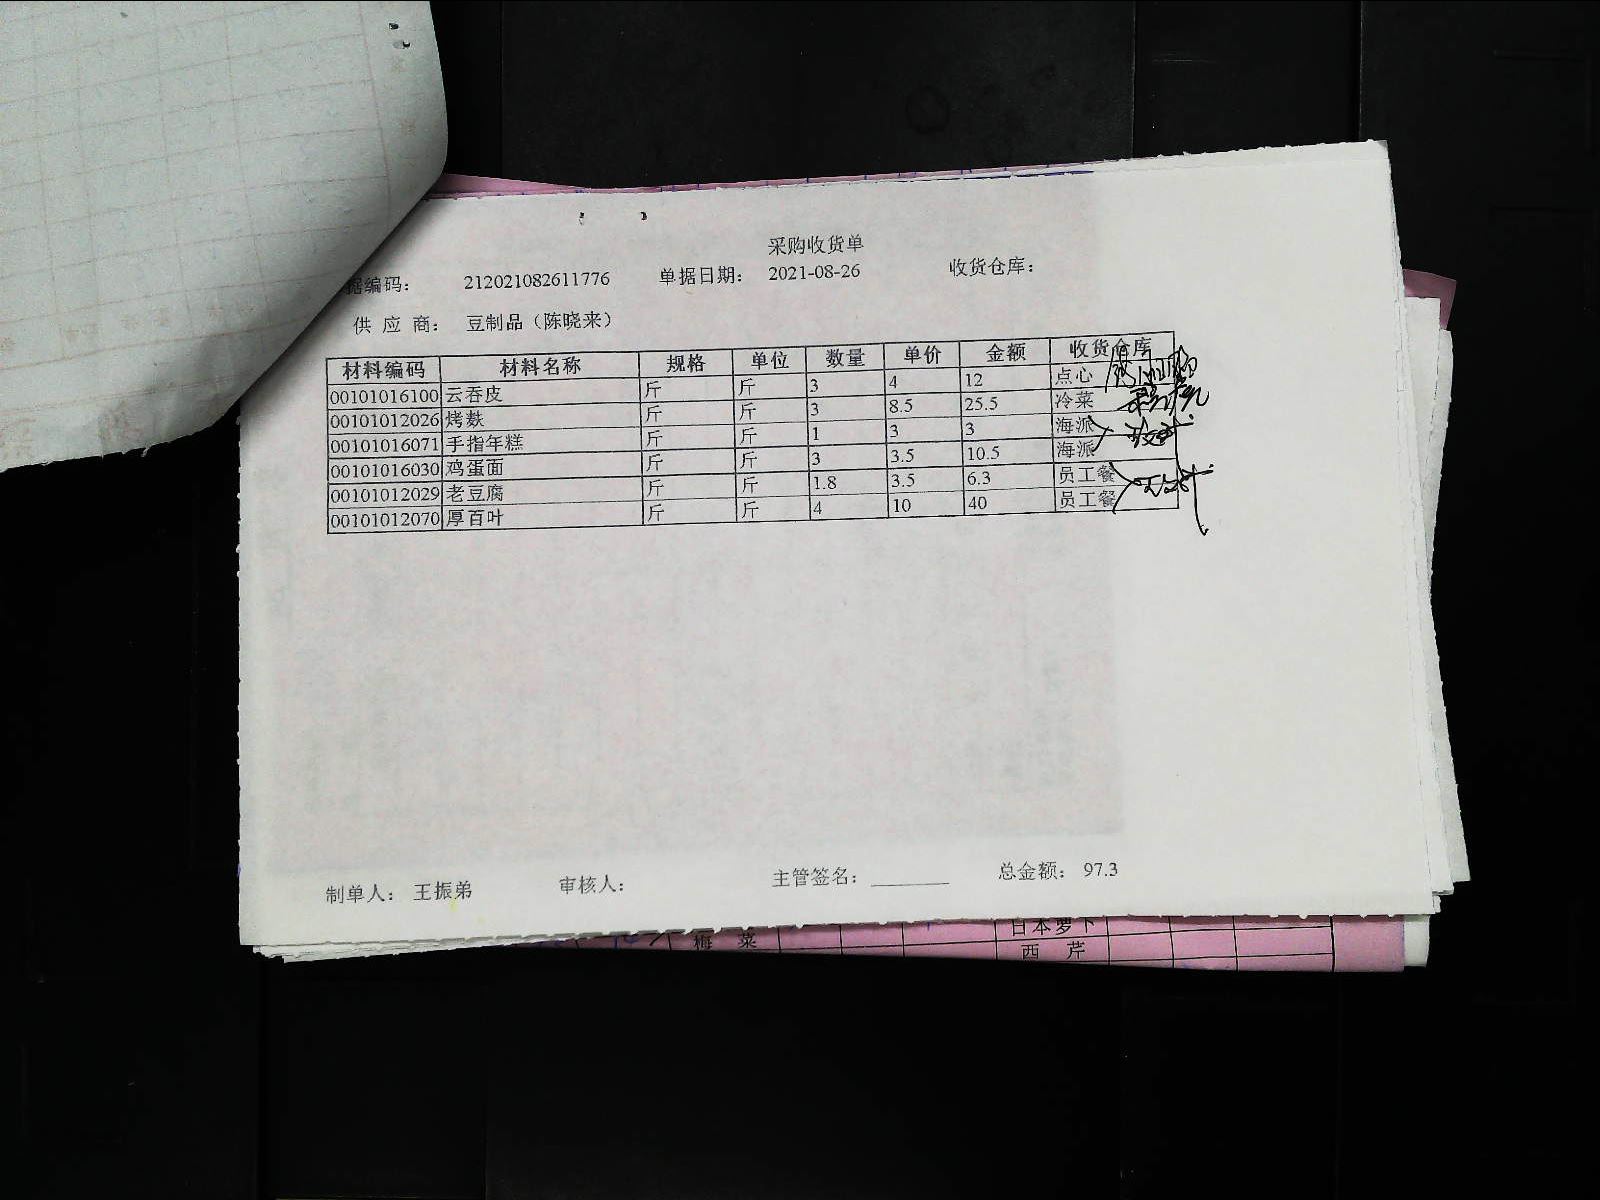 采购收货单
据编码： 212021082611776 单据日期： 2021-08-26 收货仓库：
供 应 商： 豆制品（陈晓来）
材料编码 材料名称 规格 单位 数量 单价 金额 收货仓库
00101016100 云吞皮 斤 斤 3 4 12 点心
00101012026 烤麸 斤 斤 3 8.5 25.5 冷菜
00101016071 手指年糕 斤 斤 1 3 3 海派
00101016030 鸡蛋面 斤 斤 3 3.5 10.5 海派
00101012029 老豆腐 斤 斤 1.8 3.5 6.3 员工餐
00101012070 厚百叶 斤 斤 4 10 40 员工餐
制单人： 王振弟 审核人： 主管签名： 总金额： 97.3
梅 菜 日本萝卜
西 芹